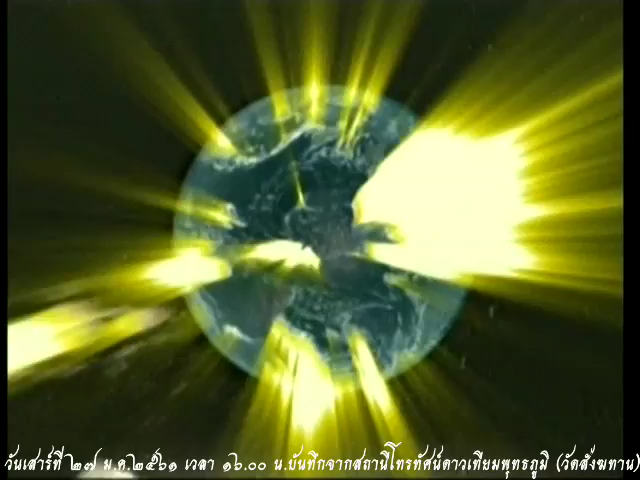 วันเสาร์ที่ ๒๗ ม.ค.๒๕๖๑ เวลา ๑๖.๐๐ น.บันทึกจากสถานีโทรทัศน์ดาวเทียมพุทธภูมิ (วัดสังฆทาน)